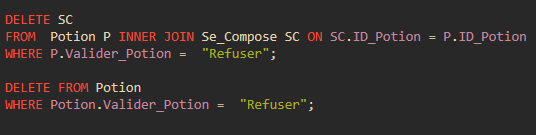 DELETE SC
FROM  Potion P INNER JOIN Se_Compose SC ON SC.ID_Potion = P.ID_Potion
WHERE P.Valider_Potion =  "Refuser";
DELETE FROM Potion
WHERE Potion.Valider_Potion =  "Refuser";